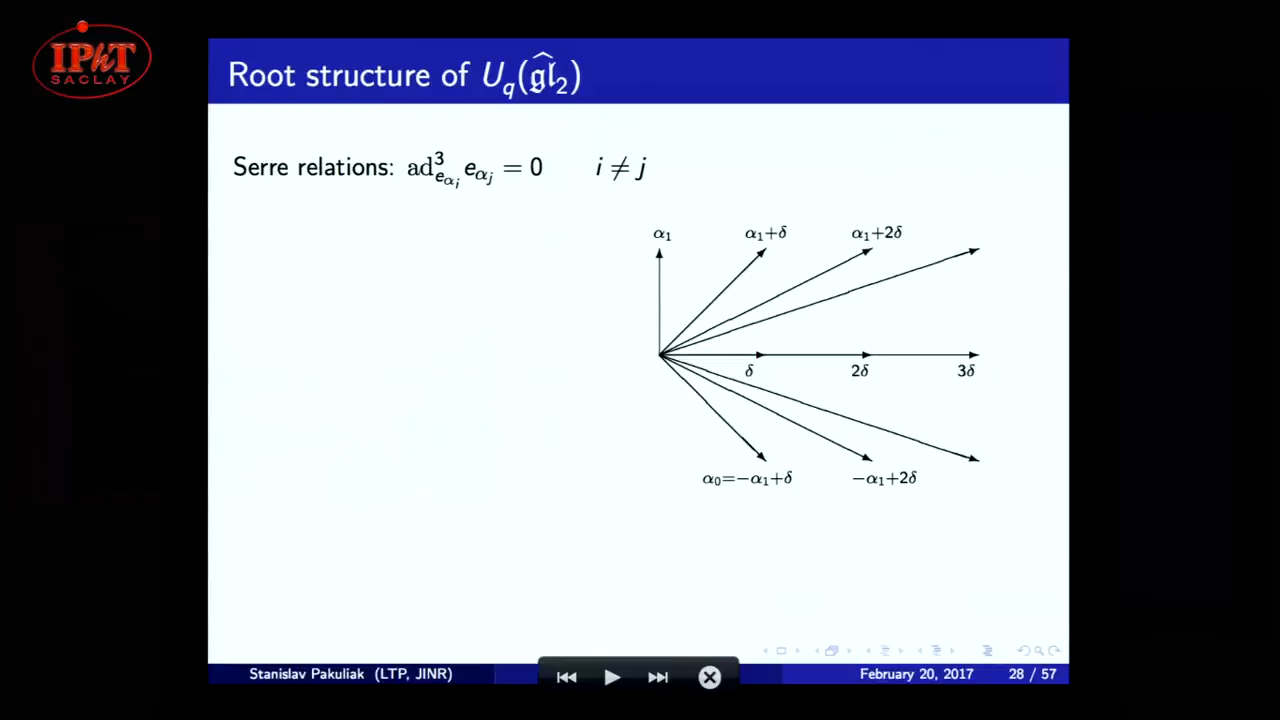 IPhT
SACLAY
Root structure of $U_q(\widehat{\mathfrak{gl}}_2)$
Serre relations: $\mathrm{ad}^3_{e_{\alpha_i}} e_{\alpha_j} = 0$ $i \neq j$
α₁ α₁+δ α₁+2δ
δ 2δ 3δ
α₀=−α₁+δ −α₁+2δ
Stanislav Pakuliak (LTP, JINR) February 20, 2017 28 / 57